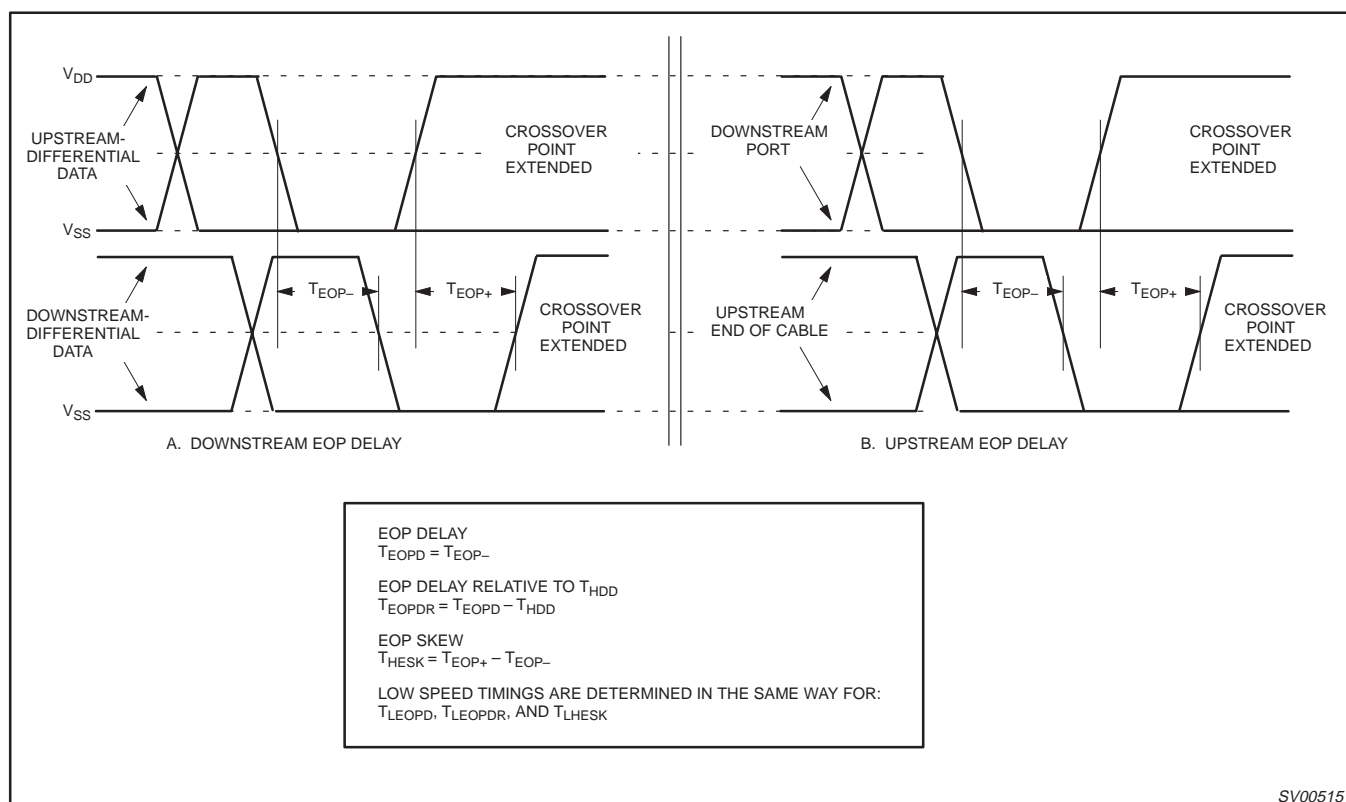 VDD
UPSTREAM-
DIFFERENTIAL
DATA
VSS
CROSSOVER
POINT
EXTENDED
DOWNSTREAM-
DIFFERENTIAL
DATA
VSS
TEOP–
TEOP+
CROSSOVER
POINT
EXTENDED
A. DOWNSTREAM EOP DELAY
DOWNSTREAM
PORT
CROSSOVER
POINT
EXTENDED
UPSTREAM
END OF CABLE
TEOP–
TEOP+
CROSSOVER
POINT
EXTENDED
B. UPSTREAM EOP DELAY
EOP DELAY
TEOPD = TEOP–
EOP DELAY RELATIVE TO THDD
TEOPDR = TEOPD – THDD
EOP SKEW
THESK = TEOP+ – TEOP–
LOW SPEED TIMINGS ARE DETERMINED IN THE SAME WAY FOR:
TLEOPD, TLEOPDR, AND TLHESK
SV00515